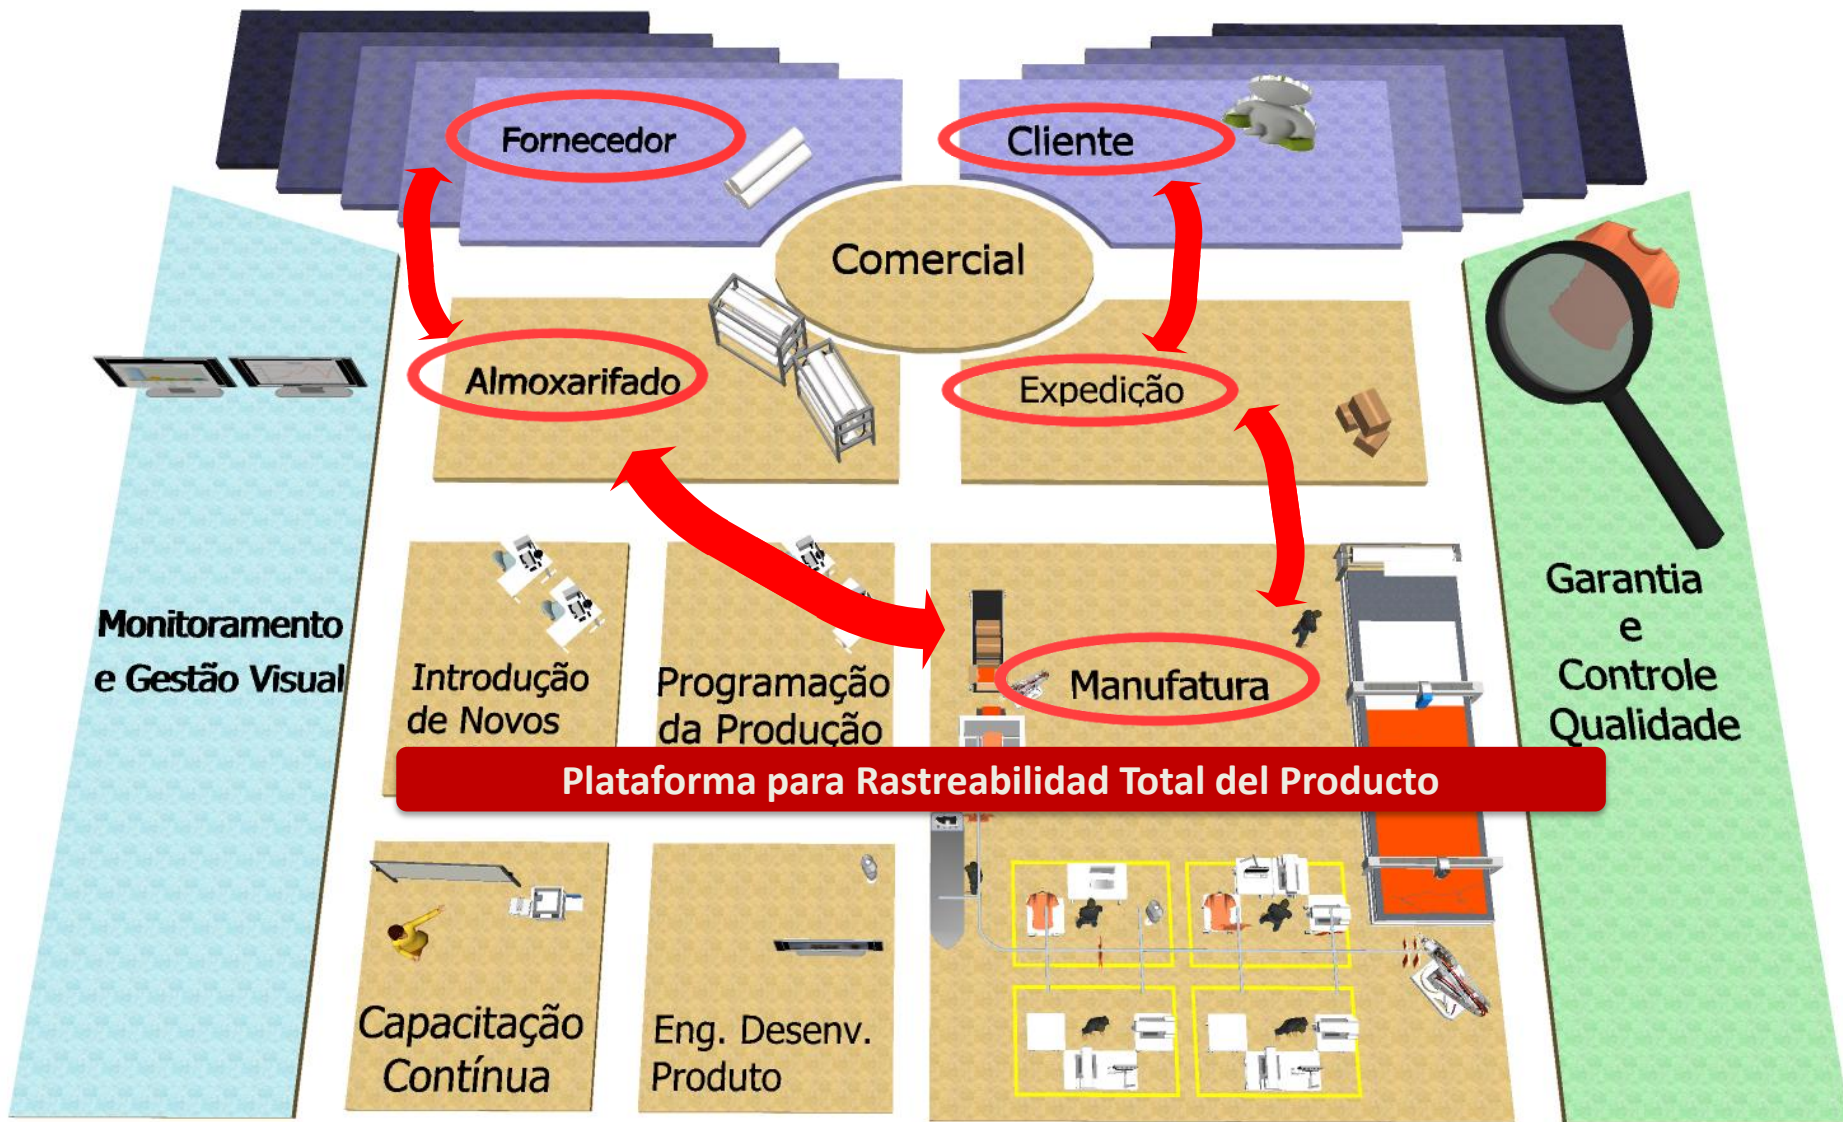 Fornecedor
Cliente
Comercial
Almoxarifado
Expedição
Monitoramento
e Gestão Visual
Introdução
de Novos
Programação
da Produção
Manufatura
Garantia
e
Controle
Qualidade
Plataforma para Rastreabilidad Total del Producto
Capacitação
Contínua
Eng. Desenv.
Produto